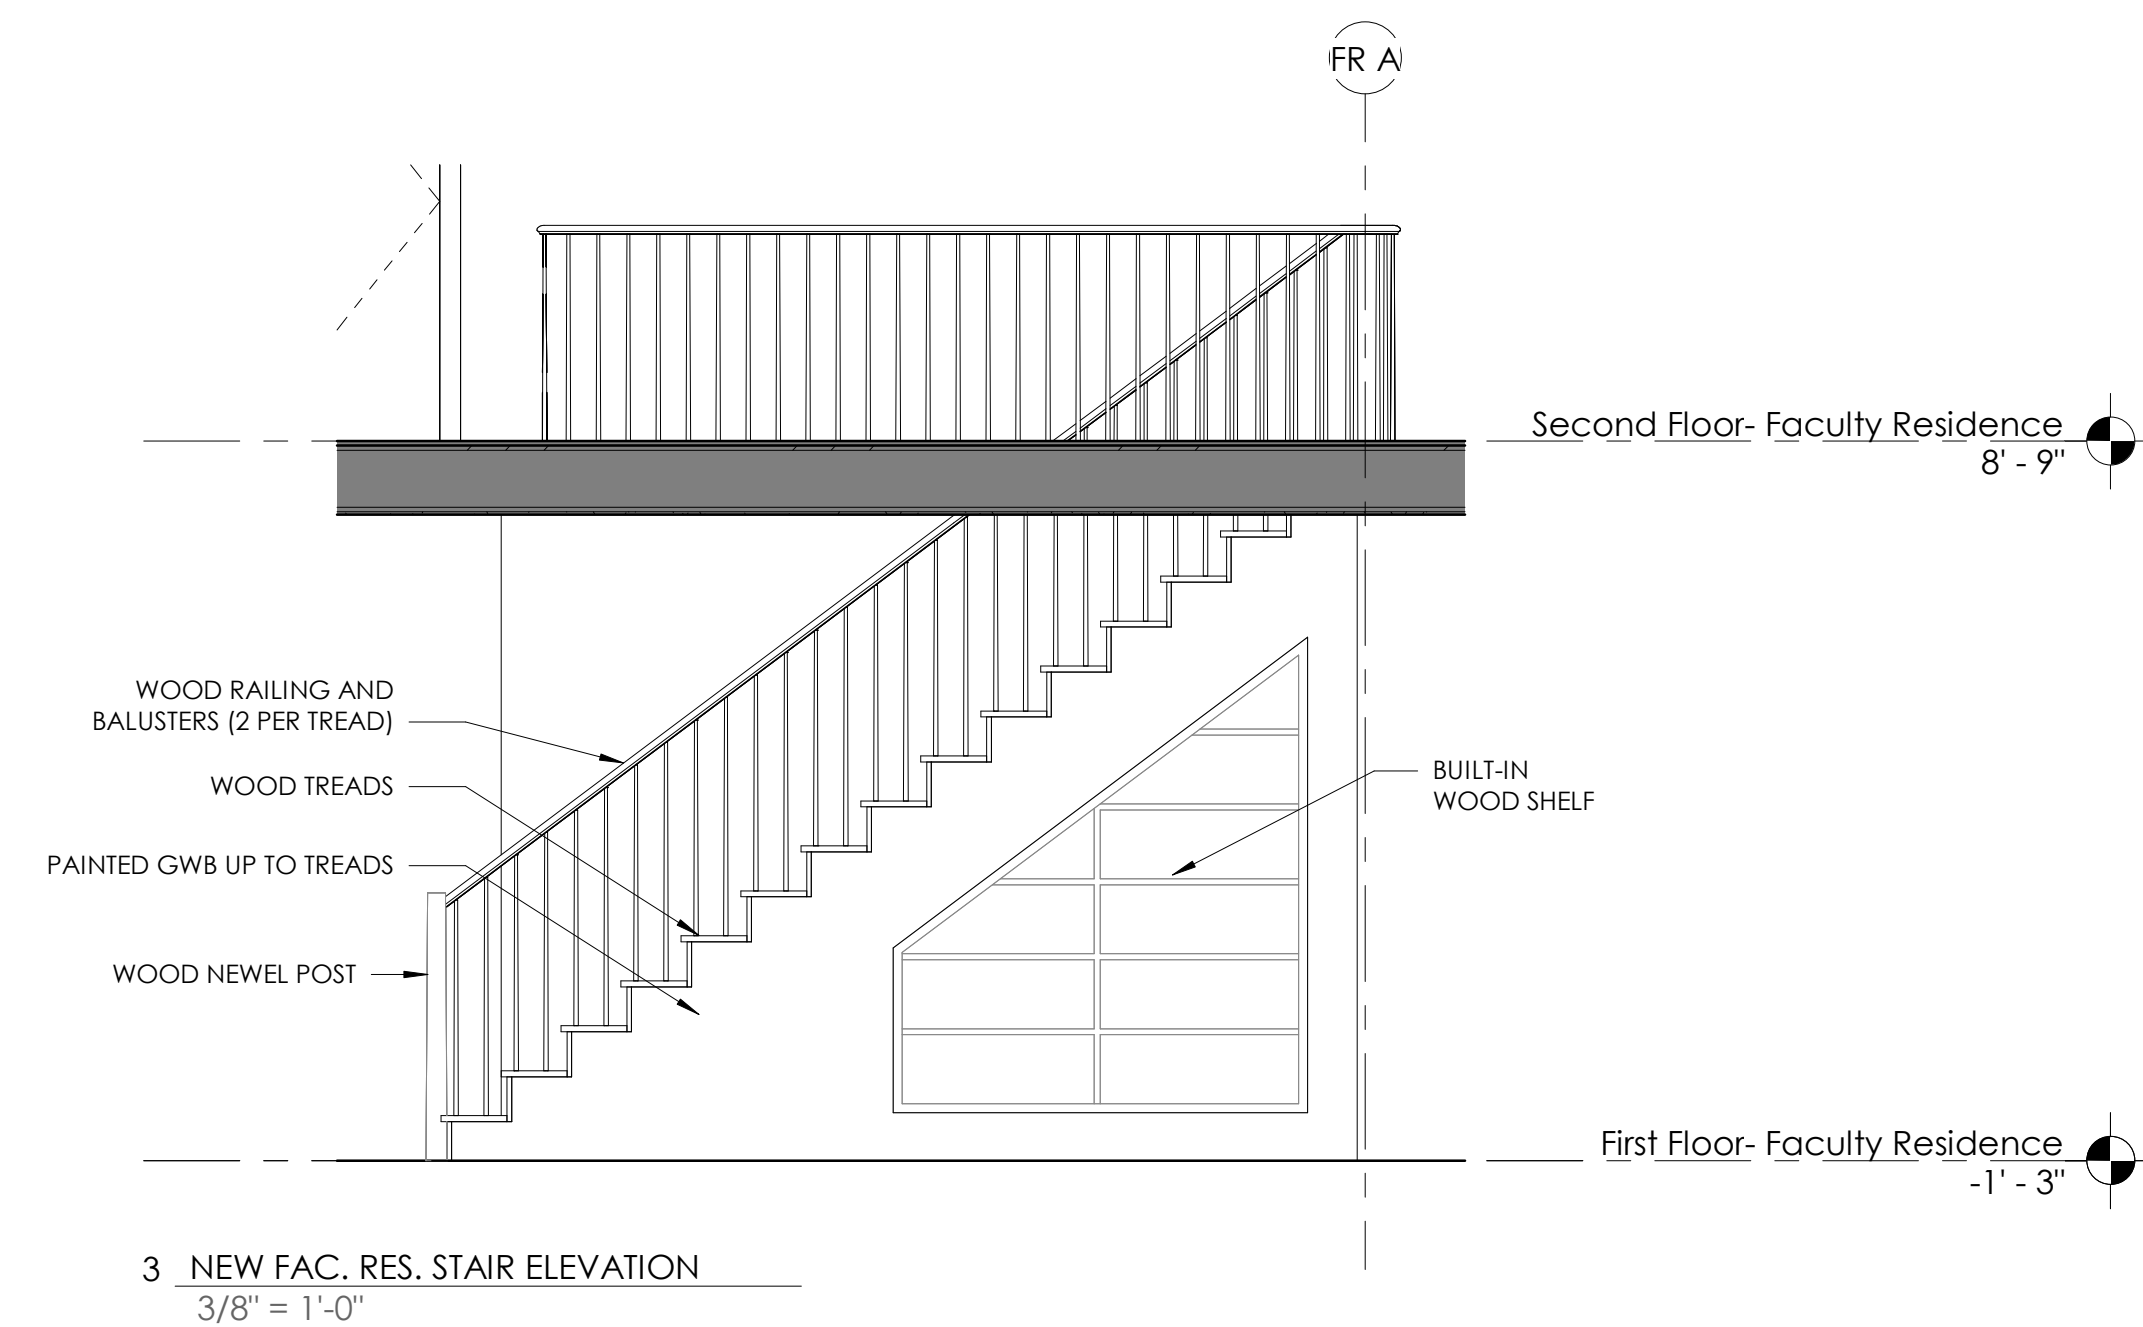 FR A
Second Floor- Faculty Residence
8' - 9"
WOOD RAILING AND
BALUSTERS (2 PER TREAD)
WOOD TREADS
PAINTED GWB UP TO TREADS
WOOD NEWEL POST
BUILT-IN
WOOD SHELF
First Floor- Faculty Residence
-1' - 3"
3 NEW FAC. RES. STAIR ELEVATION
3/8" = 1'-0"